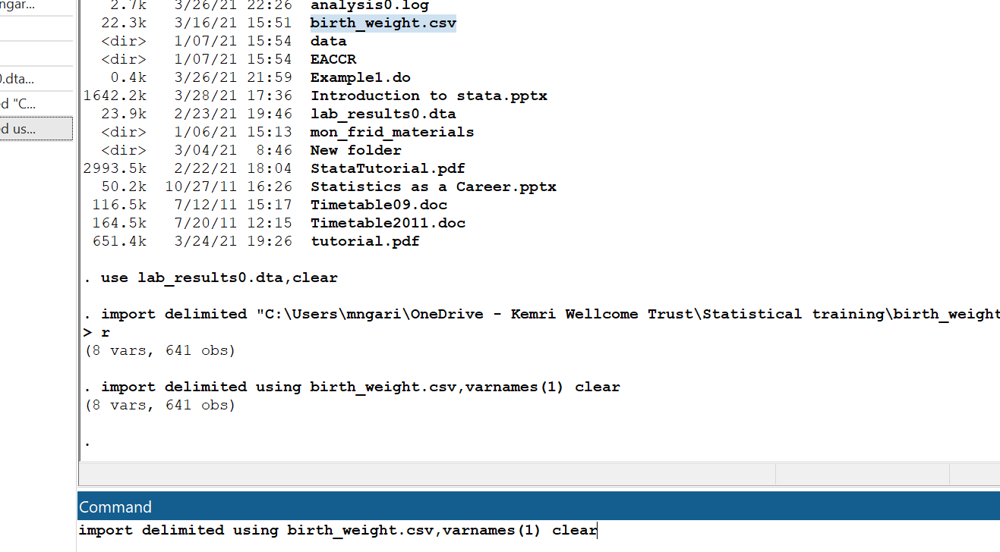 ngar...
0.dta...
ed "C...
ed us...
2.7k 3/26/21 22:26 analysis0.log
22.3k 3/16/21 15:51 birth_weight.csv
<dir> 1/07/21 15:54 data
<dir> 1/07/21 15:54 EACCR
0.4k 3/26/21 21:59 Example1.do
1642.2k 3/28/21 17:36 Introduction to stata.pptx
23.9k 2/23/21 19:46 lab_results0.dta
<dir> 1/06/21 15:13 mon_frid_materials
<dir> 3/04/21 8:46 New folder
2993.5k 2/22/21 18:04 StataTutorial.pdf
50.2k 10/27/11 16:26 Statistics as a Career.pptx
116.5k 7/12/11 15:17 Timetable09.doc
164.5k 7/20/11 12:15 Timetable2011.doc
651.4k 3/24/21 19:26 tutorial.pdf
. use lab_results0.dta,clear
. import delimited "C:\Users\mngari\OneDrive - Kemri Wellcome Trust\Statistical training\birth_weight
> r
(8 vars, 641 obs)
. import delimited using birth_weight.csv,varnames(1) clear
(8 vars, 641 obs)
.
Command
import delimited using birth_weight.csv,varnames(1) clear